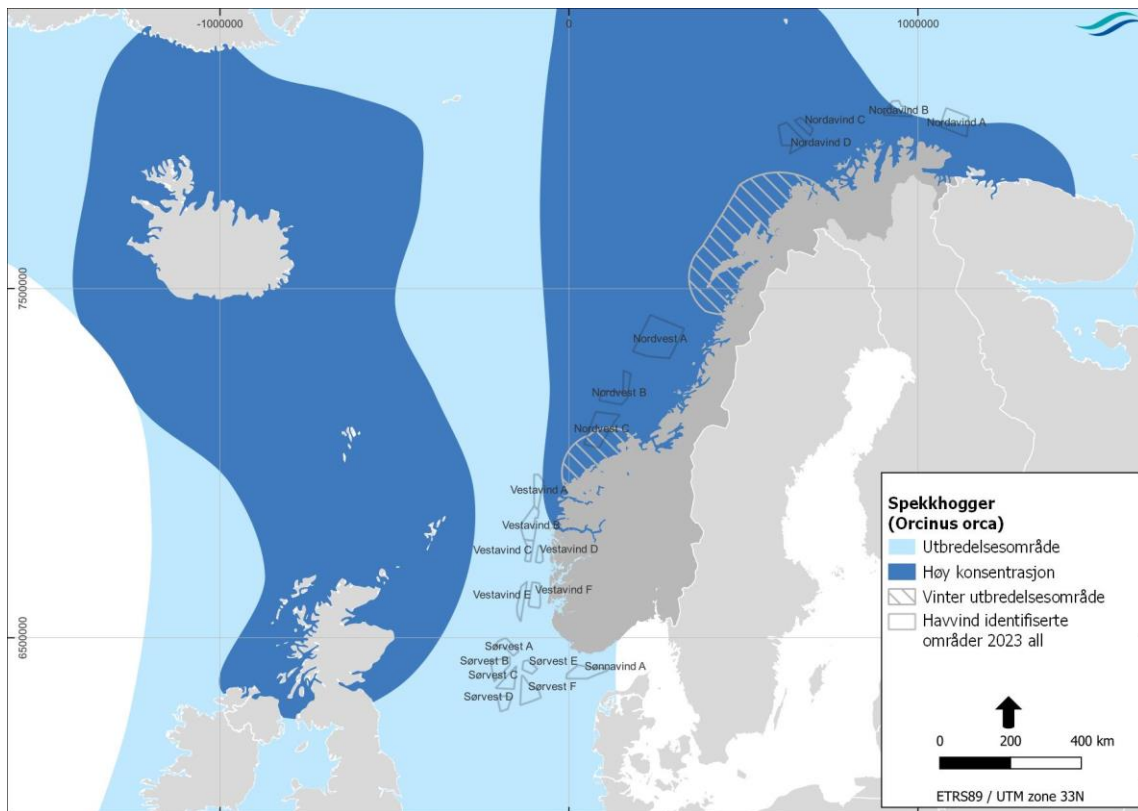 -1000000
0
1000000
Nordavind B
Nordavind C
Nordavind A
Nordavind D
7500000
Nordvest A
Nordvest B
Nordvest C
Vestavind A
Vestavind B
Vestavind C
Vestavind D
Vestavind E
Vestavind F
6500000
Sørvest A
Sørvest B
Sørvest E
Sønnavind A
Sørvest C
Sørvest F
Sørvest D
Spekkhogger
(Orcinus orca)
Utbredelsesområde
Høy konsentrasjon
Vinter utbredelsesområde
Havvind identifiserte
områder 2023 all
0 200 400 km
ETRS89 / UTM zone 33N